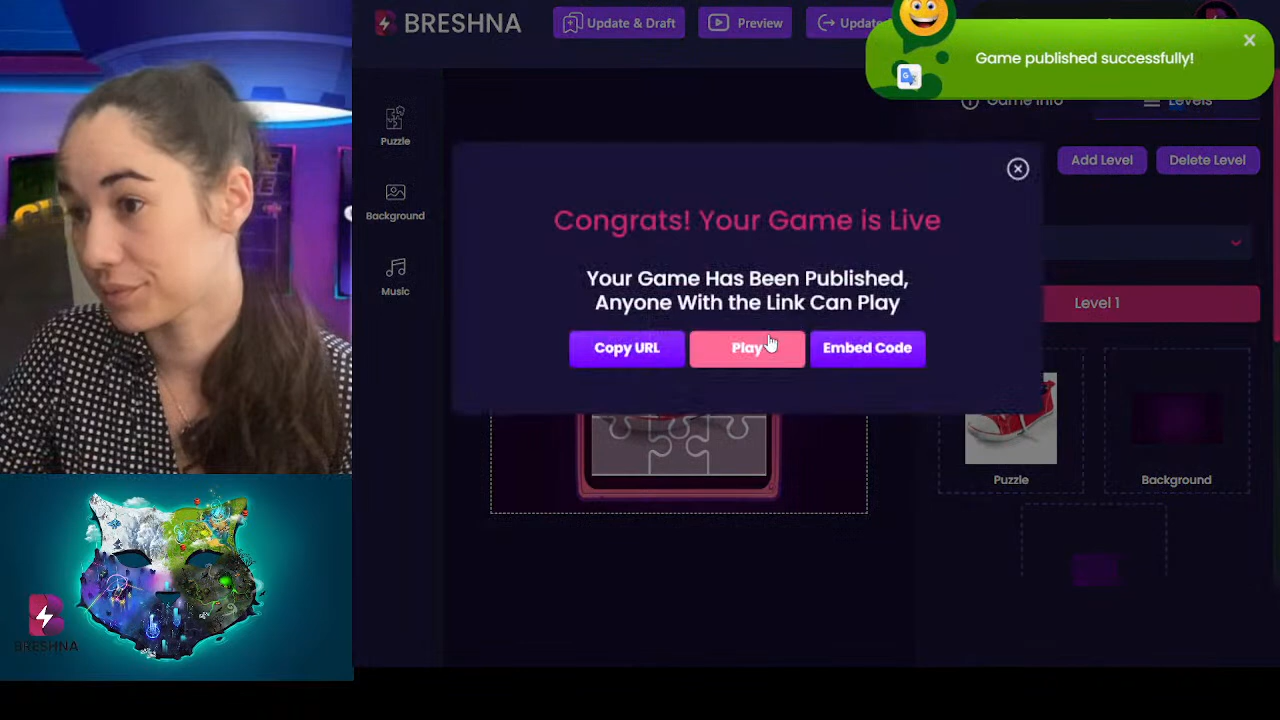 BRESHNA
Update & Draft
Preview
Update
Game published successfully!
Game Info
Levels
Puzzle
Background
Music
Add Level
Delete Level
Congrats! Your Game is Live
Your Game Has Been Published,
Anyone With the Link Can Play
Copy URL
Play
Embed Code
Level 1
Puzzle
Background
BRESHNA